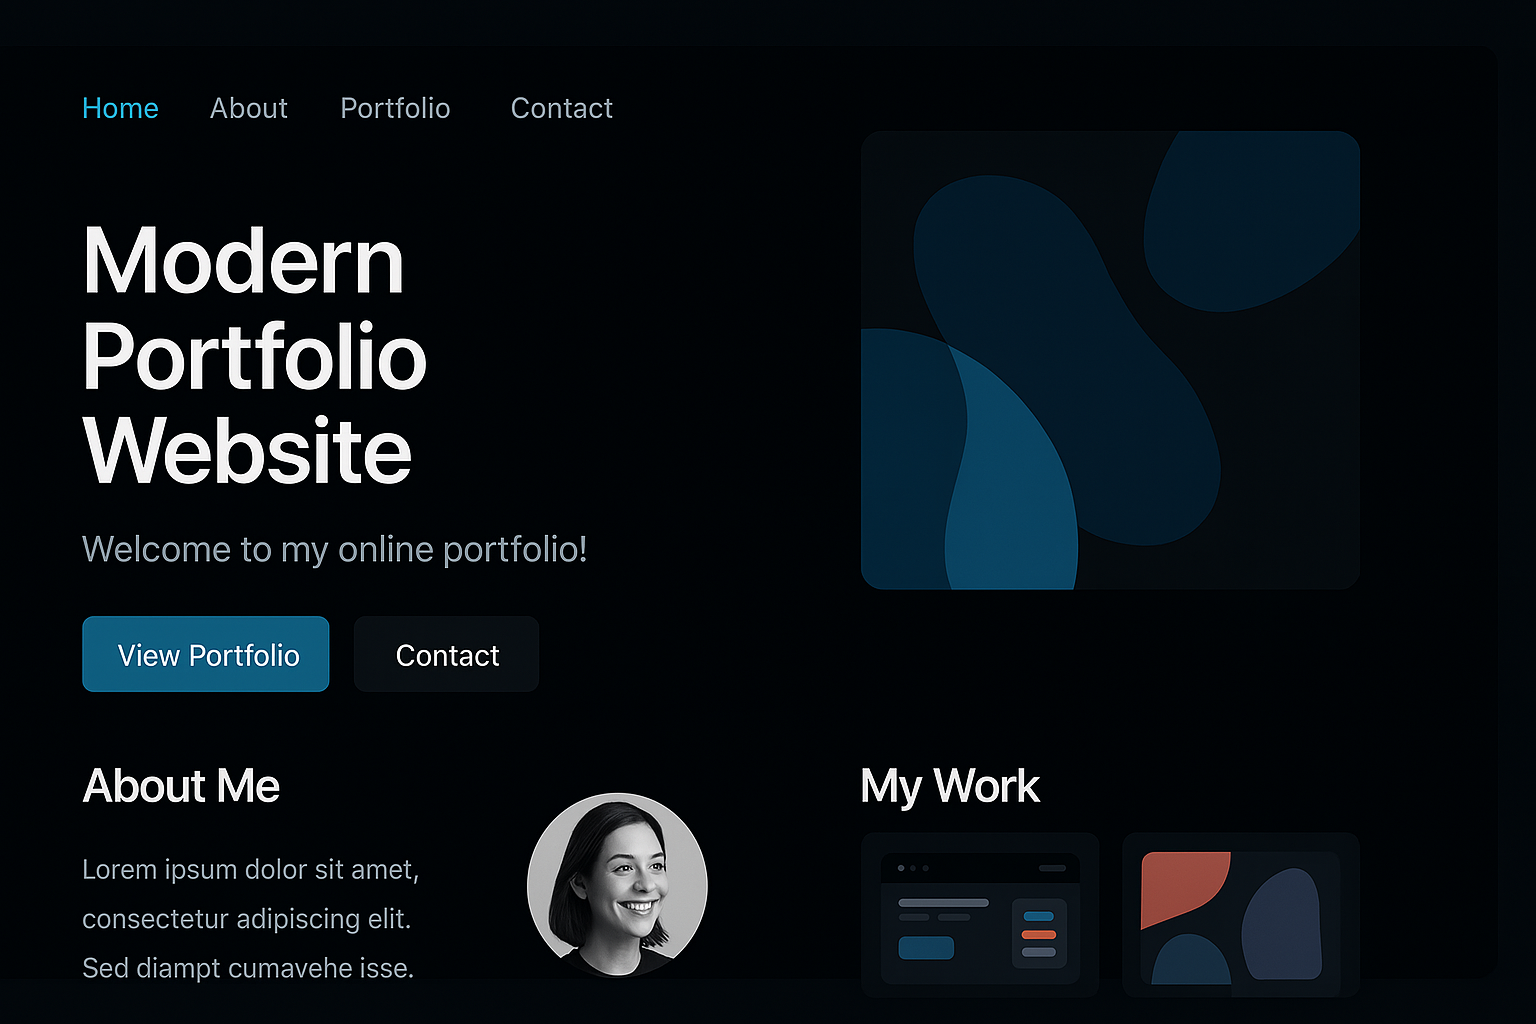 Home About Portfolio Contact
Modern
Portfolio
Website
Welcome to my online portfolio!
View Portfolio Contact
About Me
Lorem ipsum dolor sit amet,
consectetur adipiscing elit.
Sed diampt cumavehe isse.
My Work